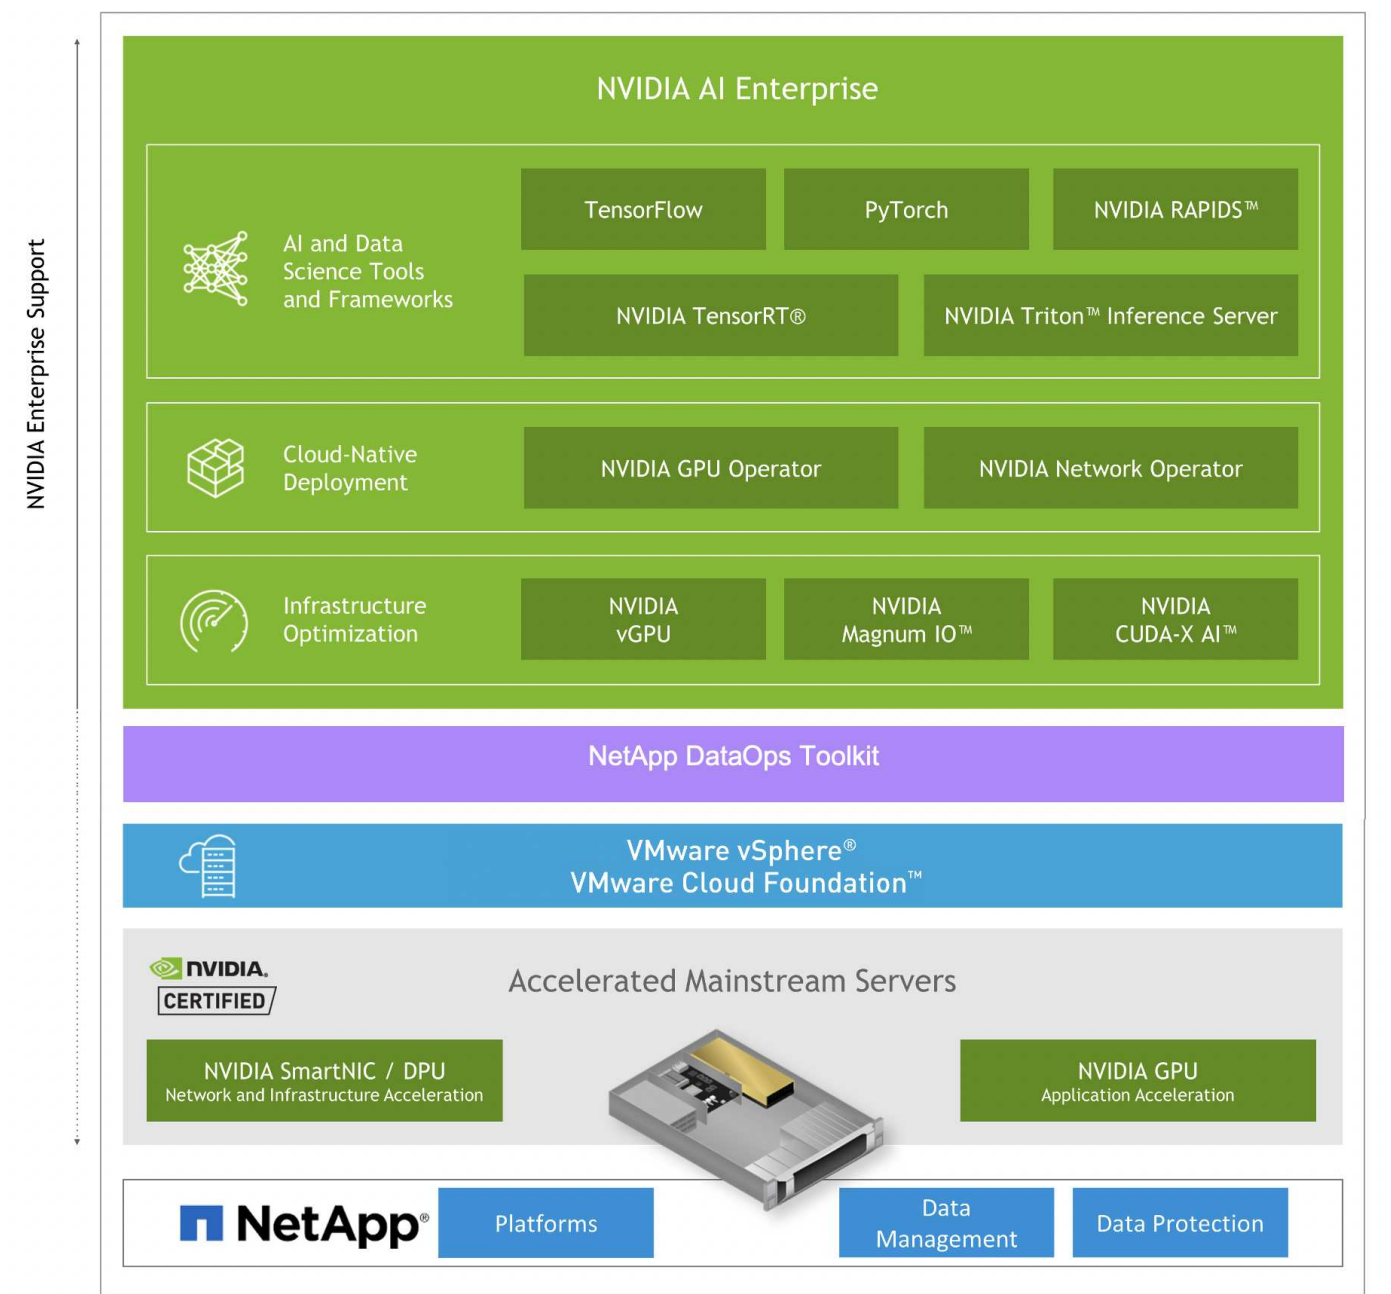 NVIDIA Enterprise Support
NVIDIA AI Enterprise
AI and Data
Science Tools
and Frameworks
TensorFlow
PyTorch
NVIDIA RAPIDS™
NVIDIA TensorRT®
NVIDIA Triton™ Inference Server
Cloud-Native
Deployment
NVIDIA GPU Operator
NVIDIA Network Operator
Infrastructure
Optimization
NVIDIA
vGPU
NVIDIA
Magnum IO™
NVIDIA
CUDA-X AI™
NetApp DataOps Toolkit
VMware vSphere®
VMware Cloud Foundation™
NVIDIA.
CERTIFIED
Accelerated Mainstream Servers
NVIDIA SmartNIC / DPU
Network and Infrastructure Acceleration
NVIDIA GPU
Application Acceleration
NetApp®
Platforms
Data
Management
Data Protection